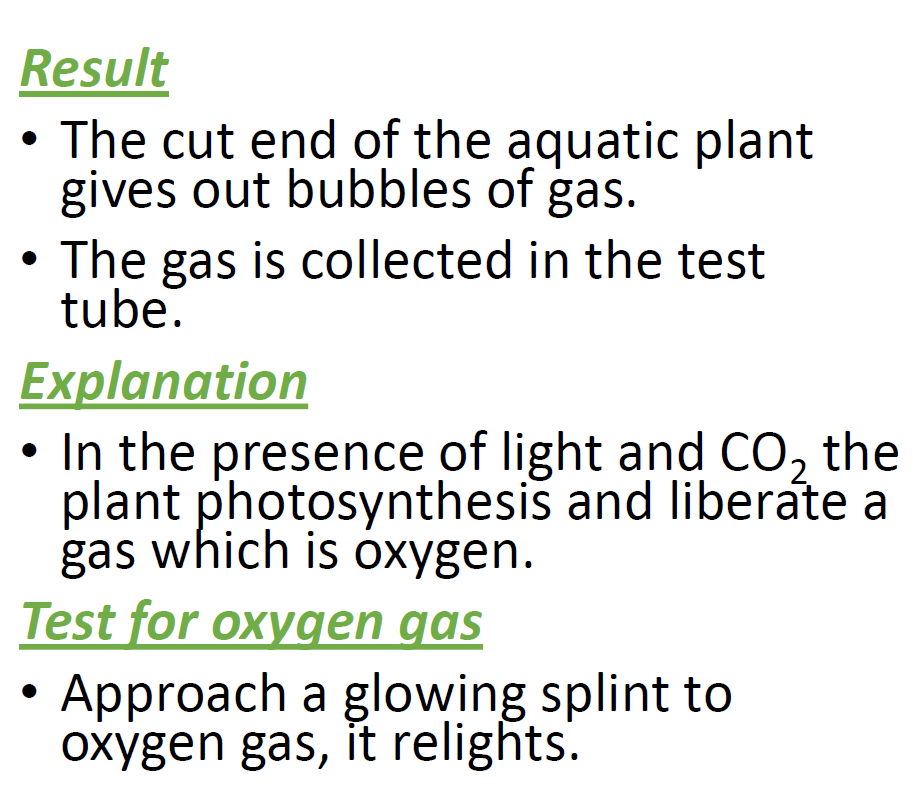 Result
• The cut end of the aquatic plant
gives out bubbles of gas.
• The gas is collected in the test
tube.
Explanation
• In the presence of light and CO₂ the
plant photosynthesis and liberate a
gas which is oxygen.
Test for oxygen gas
• Approach a glowing splint to
oxygen gas, it relights.